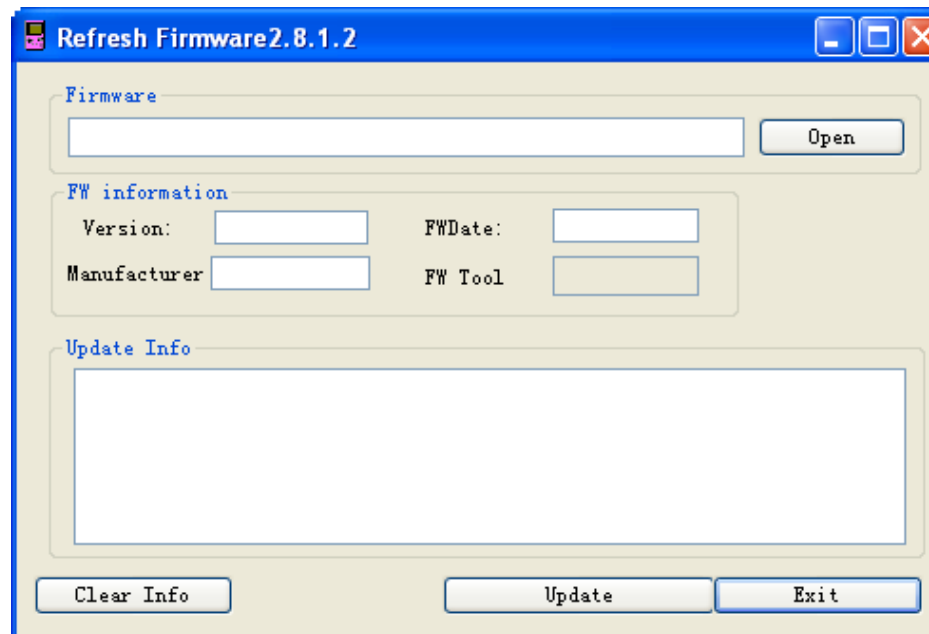 Refresh Firmware2.8.1.2
Firmware
Open
FW information
Version:
FWDate:
Manufacturer
FW Tool
Update Info
Clear Info
Update
Exit